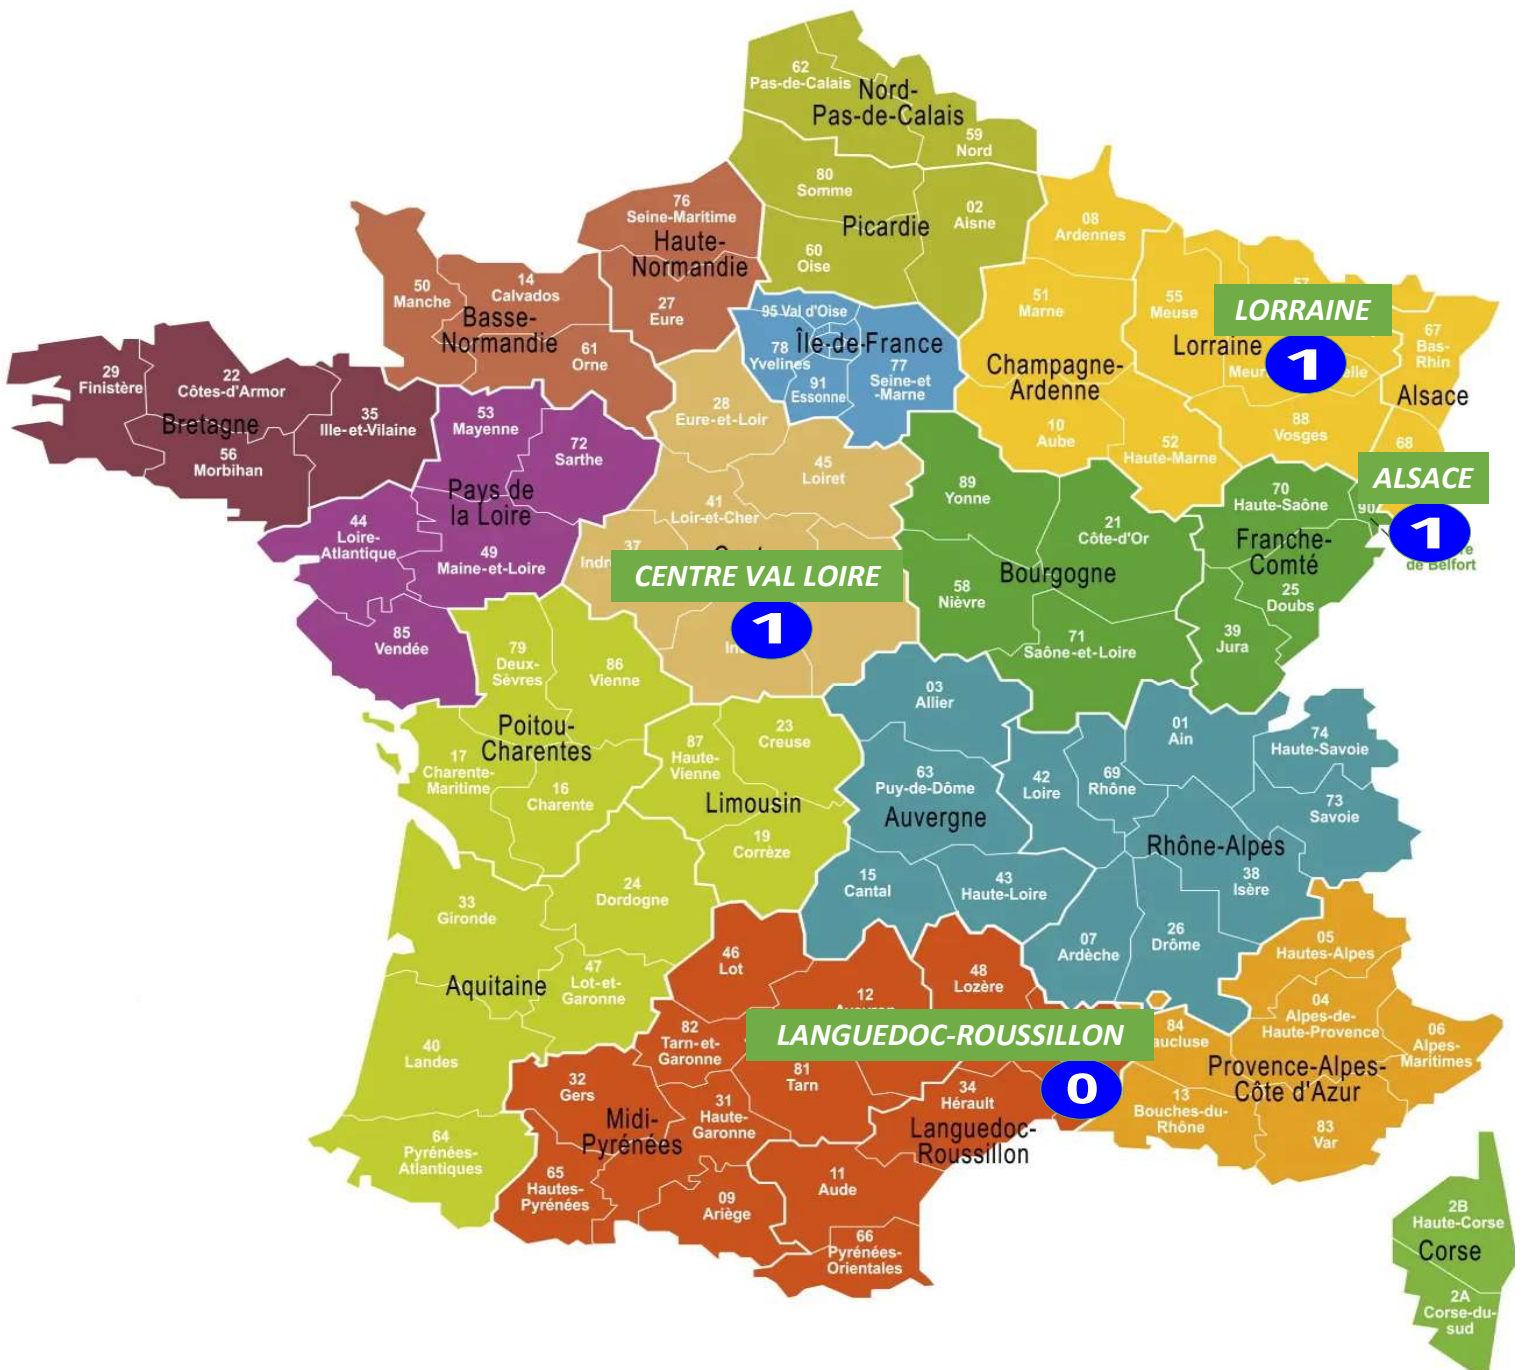 62
Pas-de-Calais
Nord-
Pas-de-Calais
59
Nord
80
Somme
02
Aisne
Picardie
60
Oise
76
Seine-Maritime
Haute-
Normandie
27
Eure
50
Manche
14
Calvados
Basse-
Normandie
61
Orne
08
Ardennes
51
Marne
55
Meuse
LORRAINE
Lorraine
1
67
Bas-
Rhin
Alsace
95 Val d'Oise
Île-de-France
78
Yvelines
91
Essonne
77
Seine-et
-Marne
Champagne-
Ardenne
10
Aube
52
Haute-Marne
88
Vosges
68
ALSACE
1
90
de Belfort
29
Finistère
22
Côtes-d'Armor
Bretagne
35
Ille-et-Vilaine
56
Morbihan
53
Mayenne
72
Sarthe
Pays de
la Loire
44
Loire-
Atlantique
49
Maine-et-Loire
85
Vendée
28
Eure-et-Loir
45
Loiret
41
Loir-et-Cher
37
CENTRE VAL LOIRE
1
89
Yonne
21
Côte-d'Or
58
Nièvre
Bourgogne
71
Saône-et-Loire
70
Haute-Saône
Franche-
Comté
25
Doubs
39
Jura
79
Deux-
Sèvres
86
Vienne
Poitou-
Charentes
17
Charente-
Maritime
16
Charente
87
Haute-
Vienne
23
Creuse
Limousin
19
Corrèze
03
Allier
63
Puy-de-Dôme
Auvergne
15
Cantal
43
Haute-Loire
42
Loire
69
Rhône
01
Ain
74
Haute-Savoie
73
Savoie
Rhône-Alpes
38
Isère
07
Ardèche
26
Drôme
33
Gironde
24
Dordogne
47
Lot-et-
Garonne
Aquitaine
40
Landes
64
Pyrénées-
Atlantiques
46
Lot
12
48
Lozère
82
Tarn-et-
Garonne
LANGUEDOC-ROUSSILLON
0
81
Tarn
32
Gers
31
Haute-
Garonne
Midi-
Pyrénées
65
Hautes-
Pyrénées
09
Ariège
34
Hérault
Languedoc-
Roussillon
11
Aude
66
Pyrénées-
Orientales
05
Hautes-Alpes
04
Alpes-de-
Haute-Provence
06
Alpes-
Maritimes
84
Provence-Alpes-
Côte d'Azur
13
Bouches-du-
Rhône
83
Var
2B
Haute-Corse
Corse
2A
Corse-du-
sud